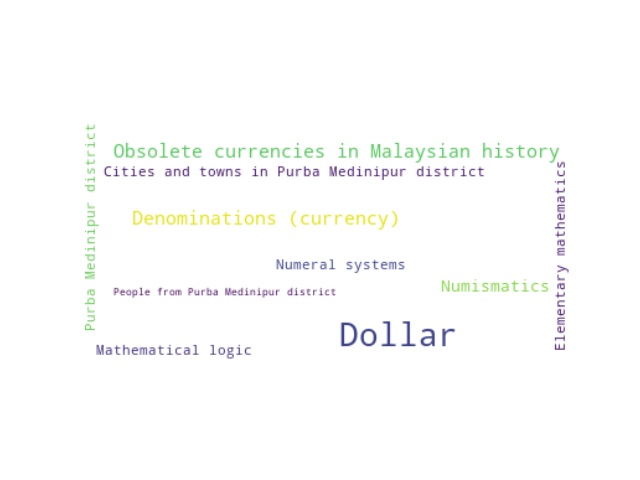 Purba Medinipur district
Obsolete currencies in Malaysian history
Cities and towns in Purba Medinipur district
Elementary mathematics
Denominations (currency)
Numeral systems
Numismatics
People from Purba Medinipur district
Dollar
Mathematical logic